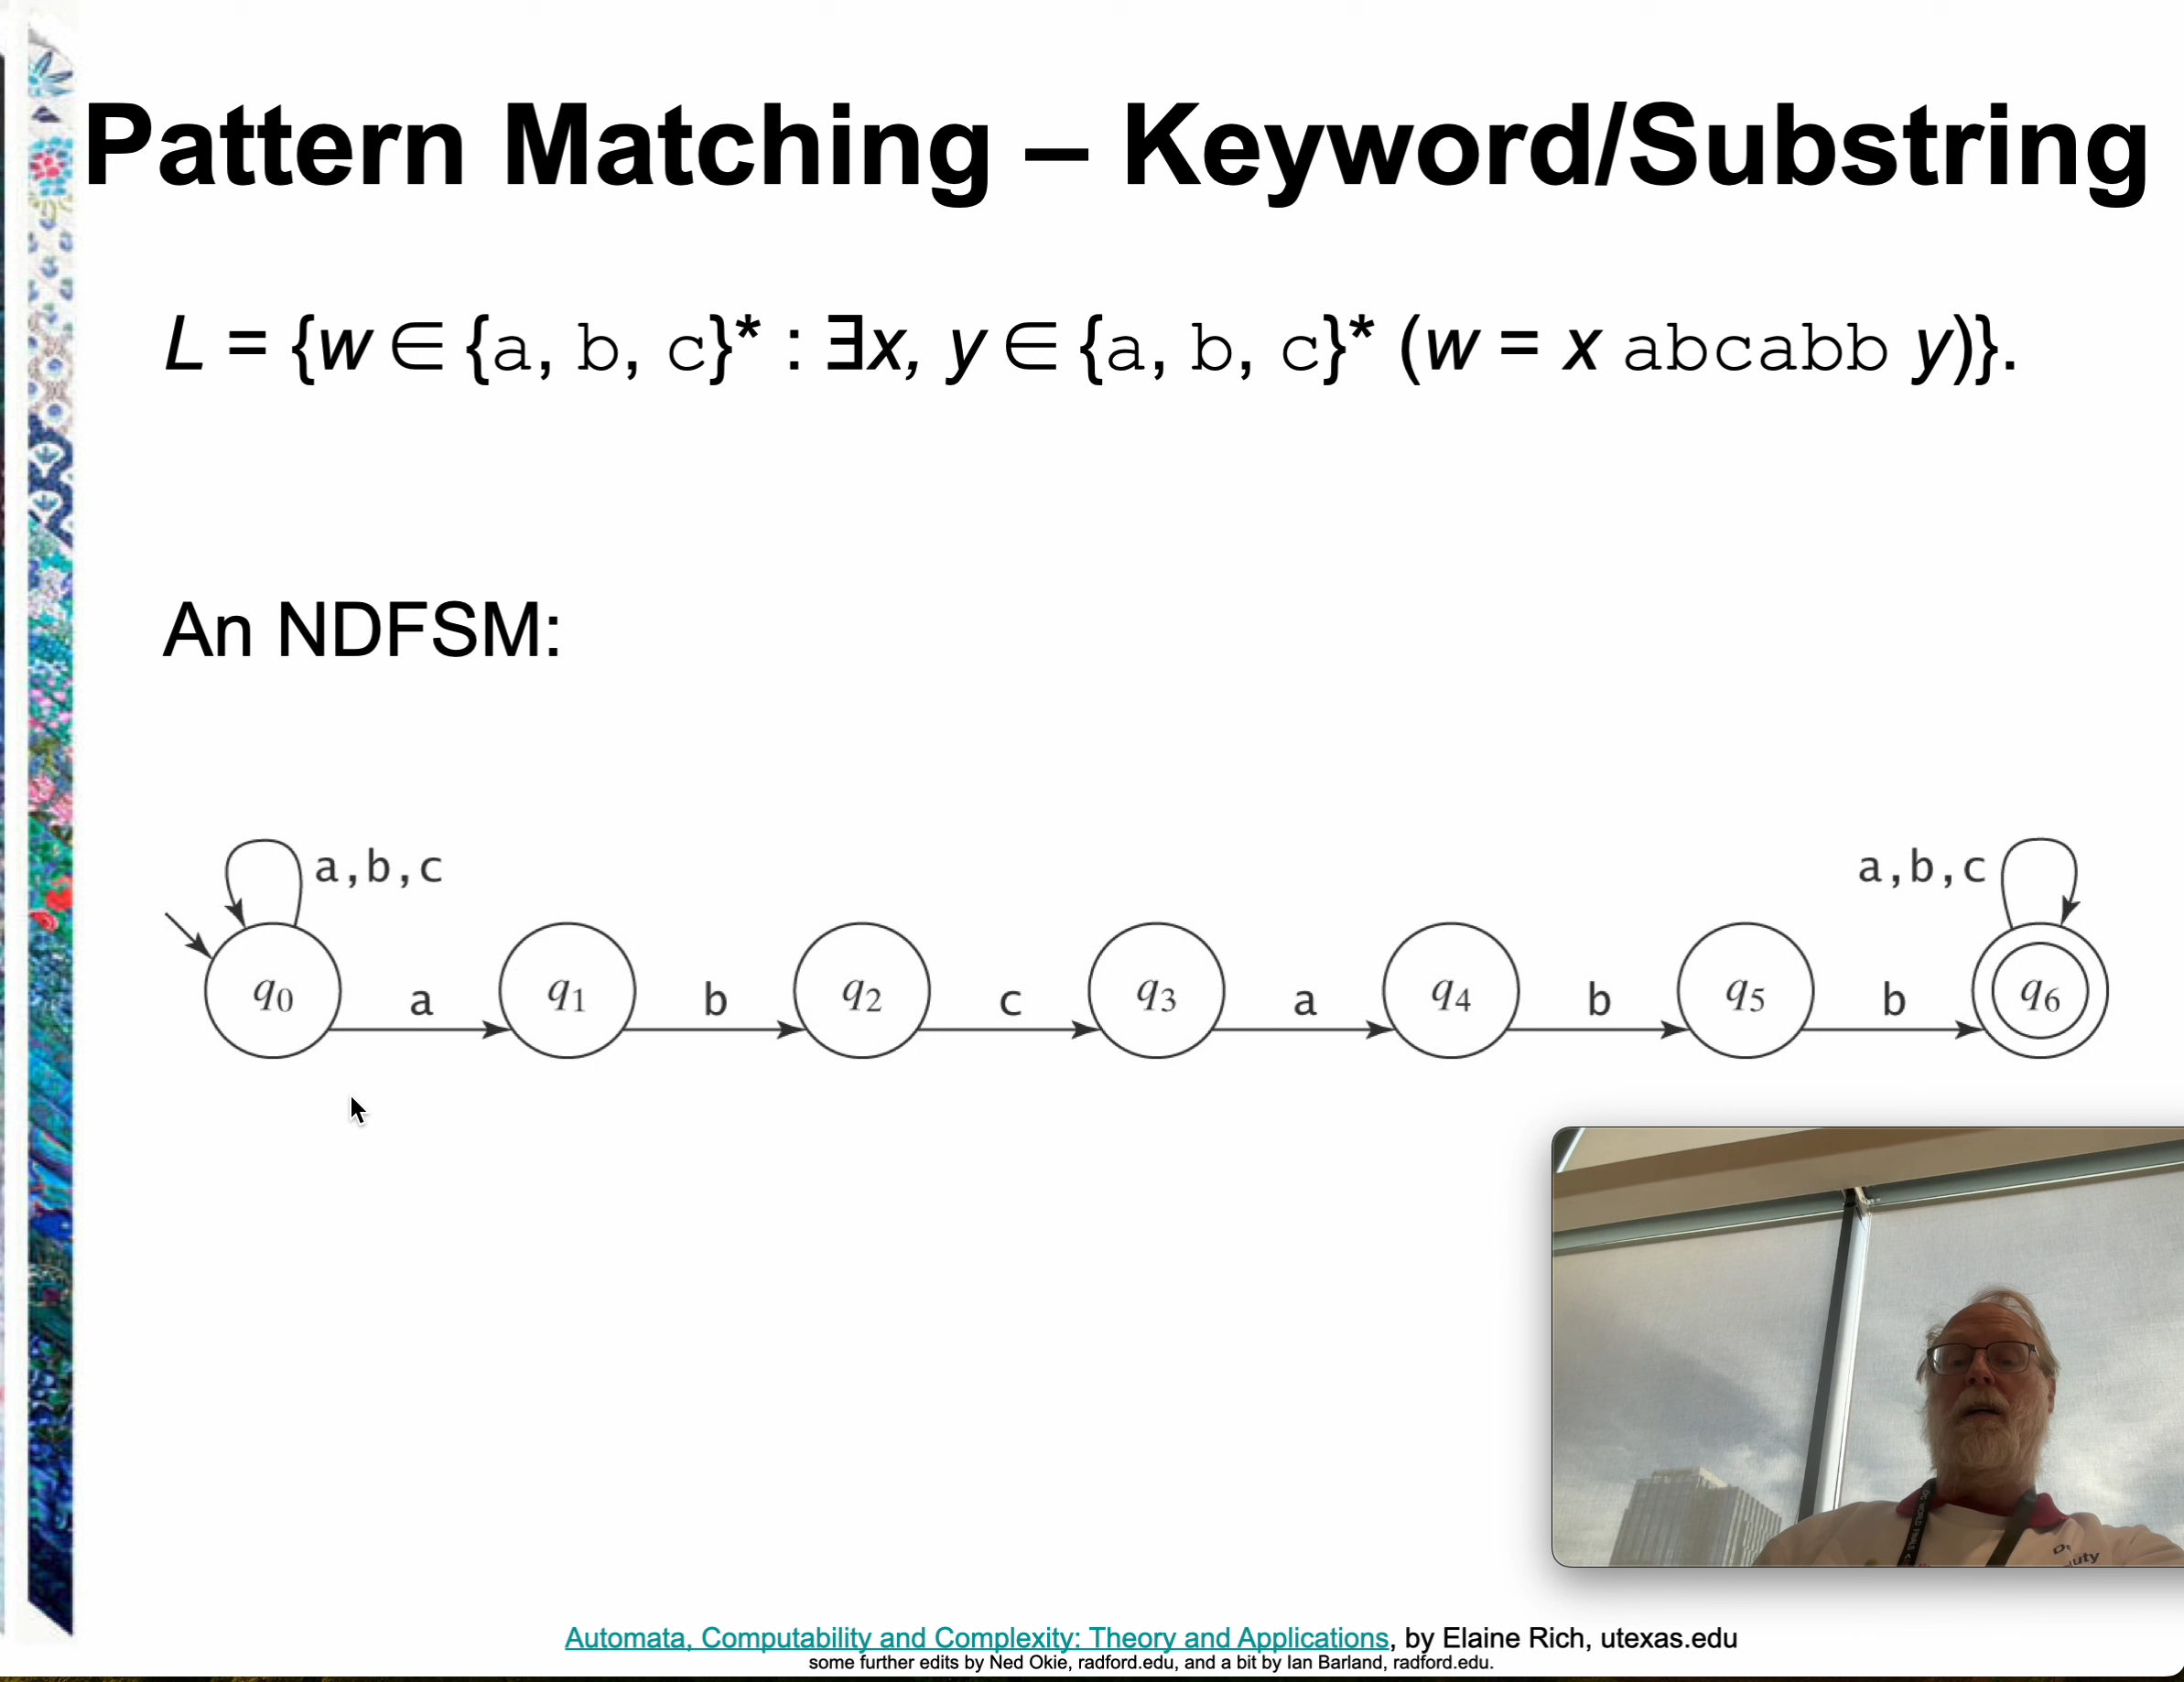 Pattern Matching – Keyword/Substring
L = {w ∈ {a, b, c}* : ∃x, y ∈ {a, b, c}* (w = x abcabb y)}.
An NDFSM:
a,b,c
a,b,c
q0 a q1 b q2 c q3 a q4 b q5 b q6
Automata, Computability and Complexity: Theory and Applications, by Elaine Rich, utexas.edu
some further edits by Ned Okie, radford.edu, and a bit by Ian Barland, radford.edu.
WORLD FINALS